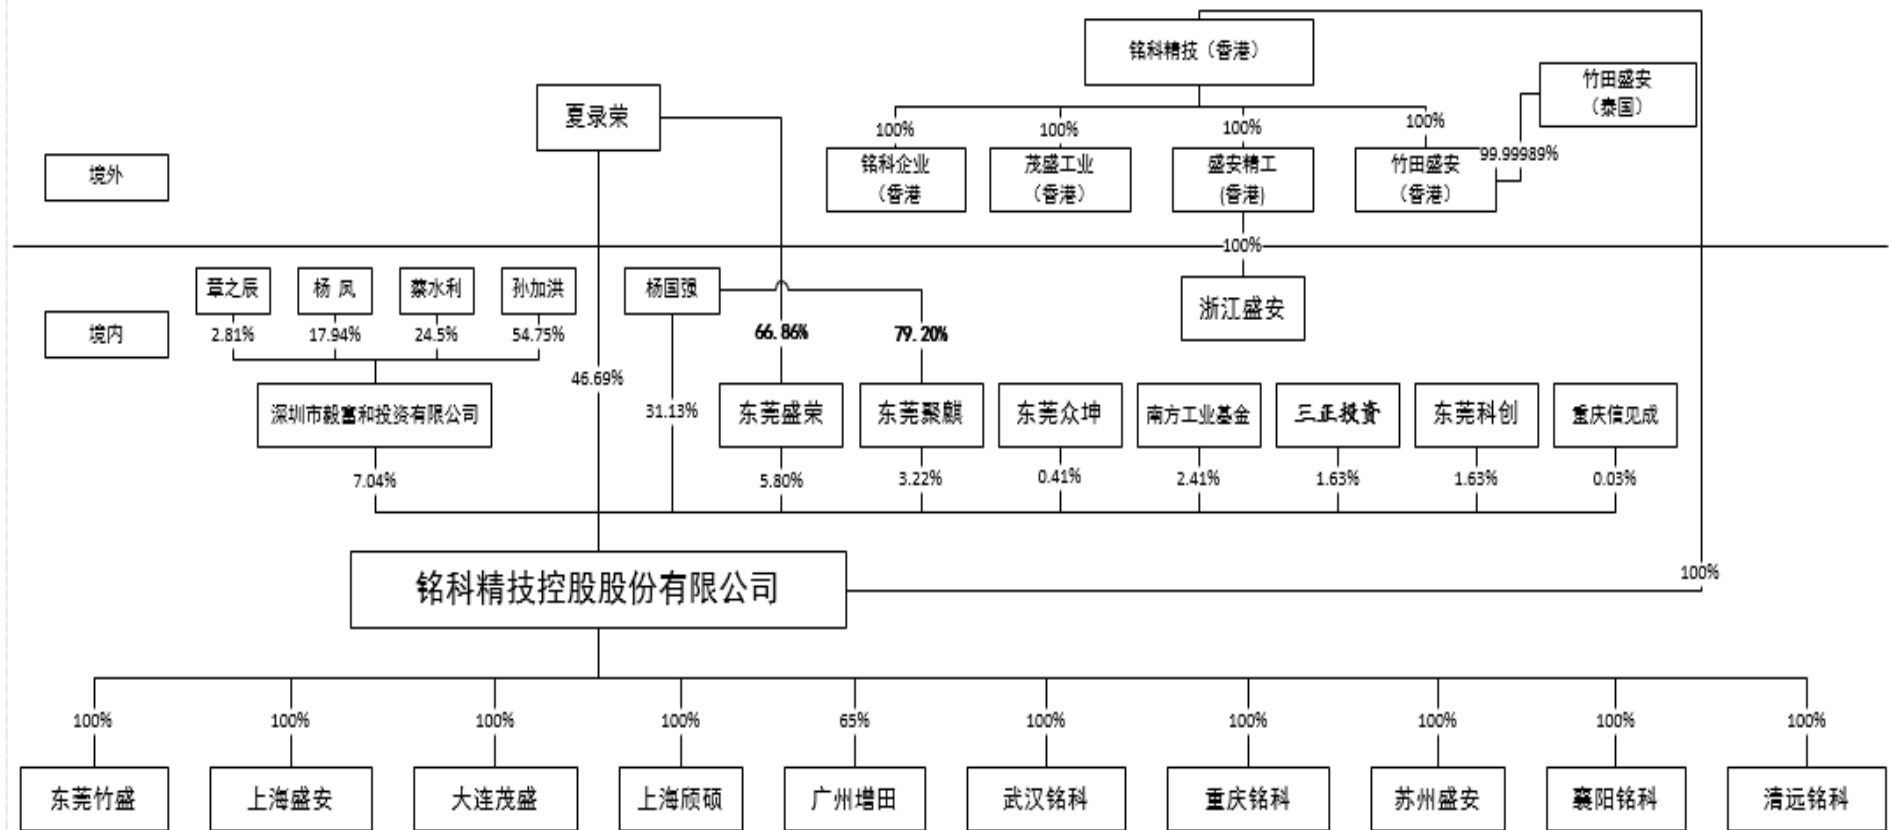 铭科精技（香港）
竹田盛安
（泰国）
夏录荣
100%
100%
100%
100%
99.99989%
境外
铭科企业
（香港
茂盛工业
（香港）
盛安精工
(香港)
竹田盛安
（香港）
100%
章之辰
杨 凤
蔡水利
孙加洪
杨国强
浙江盛安
境内
2.81%
17.94%
24.5%
54.75%
66.86%
79.20%
46.69%
31.13%
深圳市毅富和投资有限公司
东莞盛荣
东莞聚麒
东莞众坤
南方工业基金
三正投资
东莞科创
重庆信见成
7.04%
5.80%
3.22%
0.41%
2.41%
1.63%
1.63%
0.03%
铭科精技控股股份有限公司
100%
100%
100%
100%
100%
65%
100%
100%
100%
100%
100%
东莞竹盛
上海盛安
大连茂盛
上海颀硕
广州增田
武汉铭科
重庆铭科
苏州盛安
襄阳铭科
清远铭科